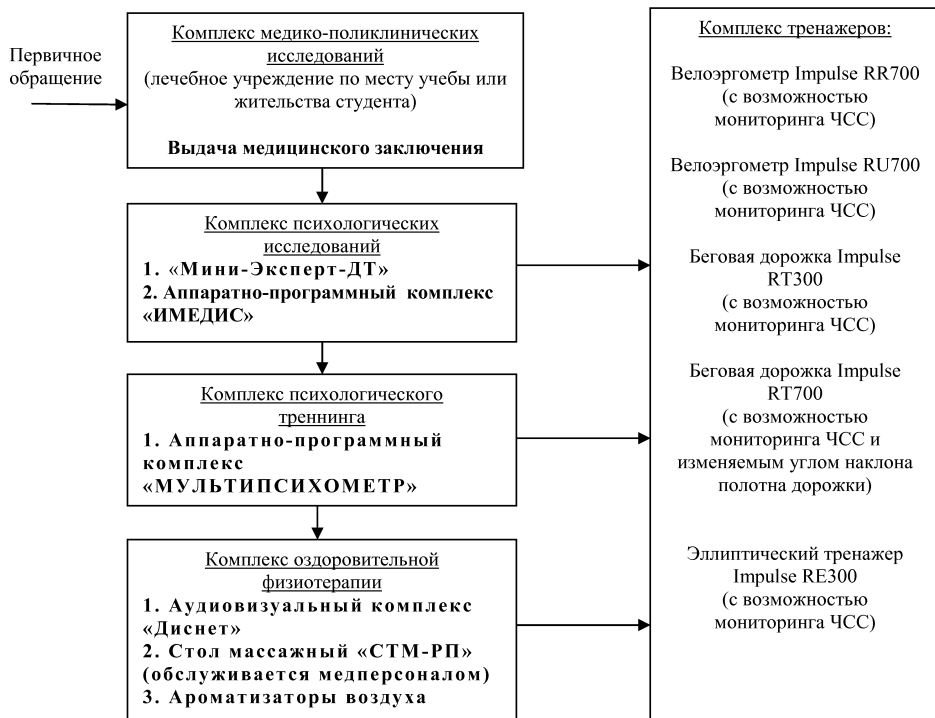 Первичное
обращение
Комплекс медико-поликлинических
исследований
(лечебное учреждение по месту учебы или
жительства студента)
Выдача медицинского заключения
Комплекс психологических
исследований
1. «Мини-Эксперт-ДТ»
2. Аппаратно-программный комплекс
«ИМЕДИС»
Комплекс психологического
треннинга
1. Аппаратно-программный
комплекс
«МУЛЬТИПСИХОМЕТР»
Комплекс оздоровительной
физиотерапии
1. Аудиовизуальный комплекс
«Диснет»
2. Стол массажный «СТМ-РП»
(обслуживается медперсоналом)
3. Ароматизаторы воздуха
Комплекс тренажеров:
Велоэргометр Impulse RR700
(с возможностью
мониторинга ЧСС)
Велоэргометр Impulse RU700
(с возможностью
мониторинга ЧСС)
Беговая дорожка Impulse
RT300
(с возможностью
мониторинга ЧСС)
Беговая дорожка Impulse
RT700
(с возможностью
мониторинга ЧСС и
изменяемым углом наклона
полотна дорожки)
Эллиптический тренажер
Impulse RE300
(с возможностью
мониторинга ЧСС)